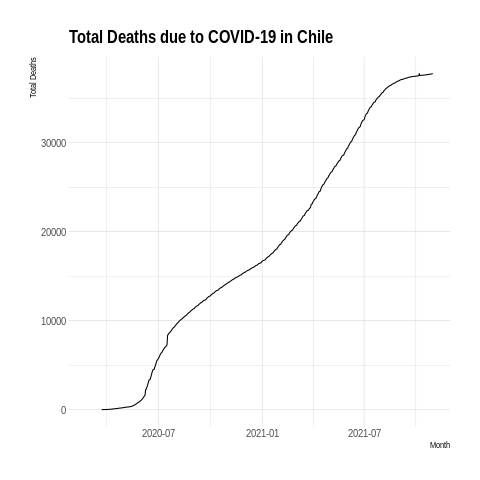 Total Deaths due to COVID-19 in Chile
Total Deaths
30000
20000
10000
0
2020-07
2021-01
2021-07
Month